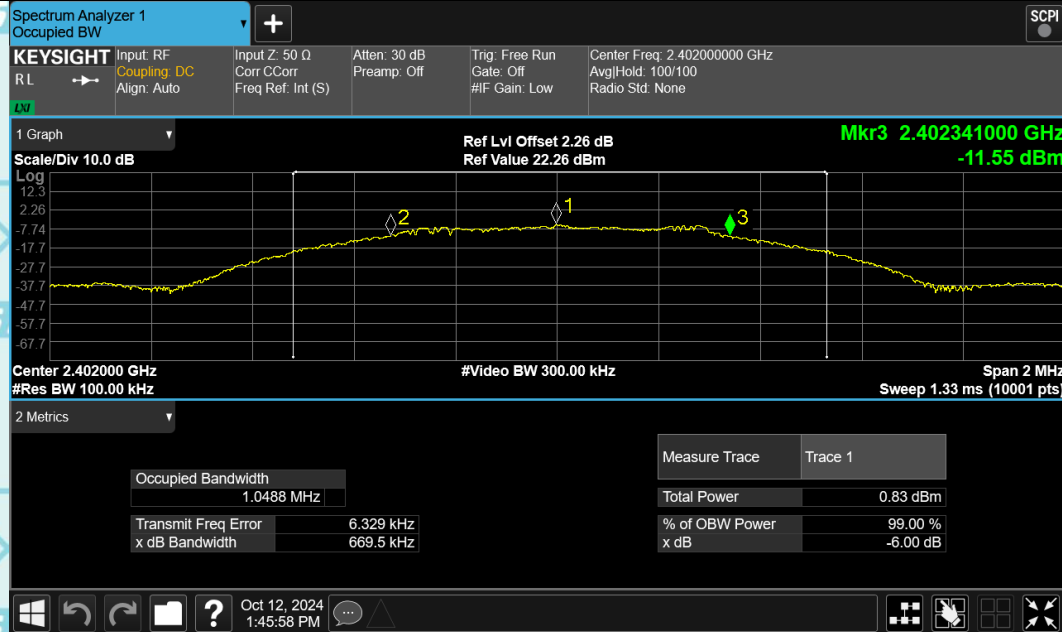 Spectrum Analyzer 1
Occupied BW
+
SCPI
KEYSIGHT
RL
LXI
Input: RF
Coupling: DC
Align: Auto
Input Z: 50 Ω
Corr CCorr
Freq Ref: Int (S)
Atten: 30 dB
Preamp: Off
Trig: Free Run
Gate: Off
#IF Gain: Low
Center Freq: 2.402000000 GHz
Avg|Hold: 100/100
Radio Std: None
1 Graph
Scale/Div 10.0 dB
Ref Lvl Offset 2.26 dB
Ref Value 22.26 dBm
Mkr3 2.402341000 GHz
-11.55 dBm
Log
12.3
2.26
-7.74
-17.7
-27.7
-37.7
-47.7
-57.7
-67.7
2
1
3
Center 2.402000 GHz
#Video BW 300.00 kHz
Span 2 MHz
#Res BW 100.00 kHz
Sweep 1.33 ms (10001 pts)
2 Metrics
Occupied Bandwidth
1.0488 MHz
Transmit Freq Error 6.329 kHz
x dB Bandwidth 669.5 kHz
Measure Trace Trace 1
Total Power 0.83 dBm
% of OBW Power 99.00 %
x dB -6.00 dB
?
Oct 12, 2024
1:45:58 PM